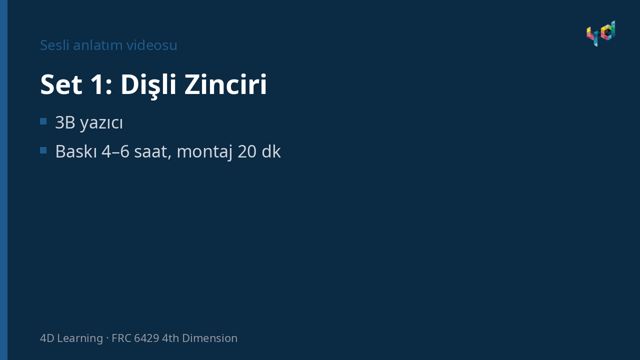 Sesli anlatım videosu
Set 1: Dişli Zinciri
3B yazıcı
Baskı 4–6 saat, montaj 20 dk
4D Learning · FRC 6429 4th Dimension
4d